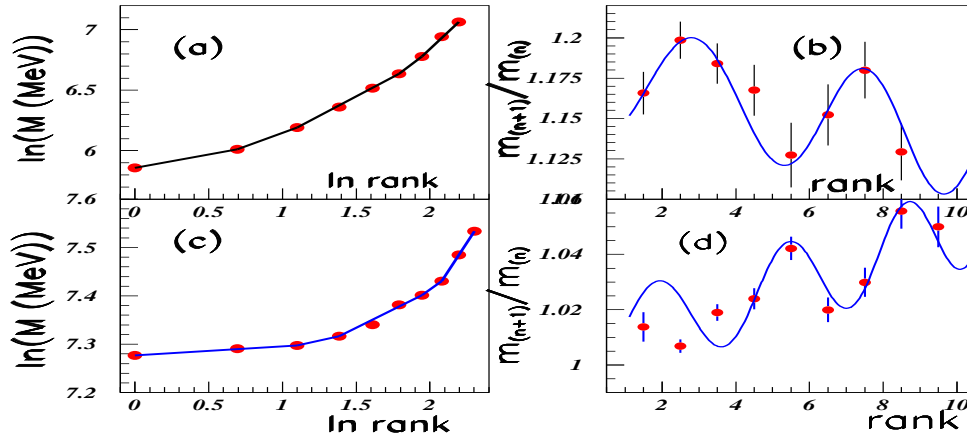 (a)
ln(M (MeV))
7
6.5
6
ln rank
(b)
m(n+1)/m(n)
1.2
1.175
1.15
1.125
rank
(c)
ln(M (MeV))
7.6
7.5
7.4
7.3
7.2
0 0.5 1 1.5 2
ln rank
(d)
m(n+1)/m(n)
1.06
1.04
1.02
1
2 4 6 8 10
rank
0 0.5 1 1.5 2
2 4 6 8 10